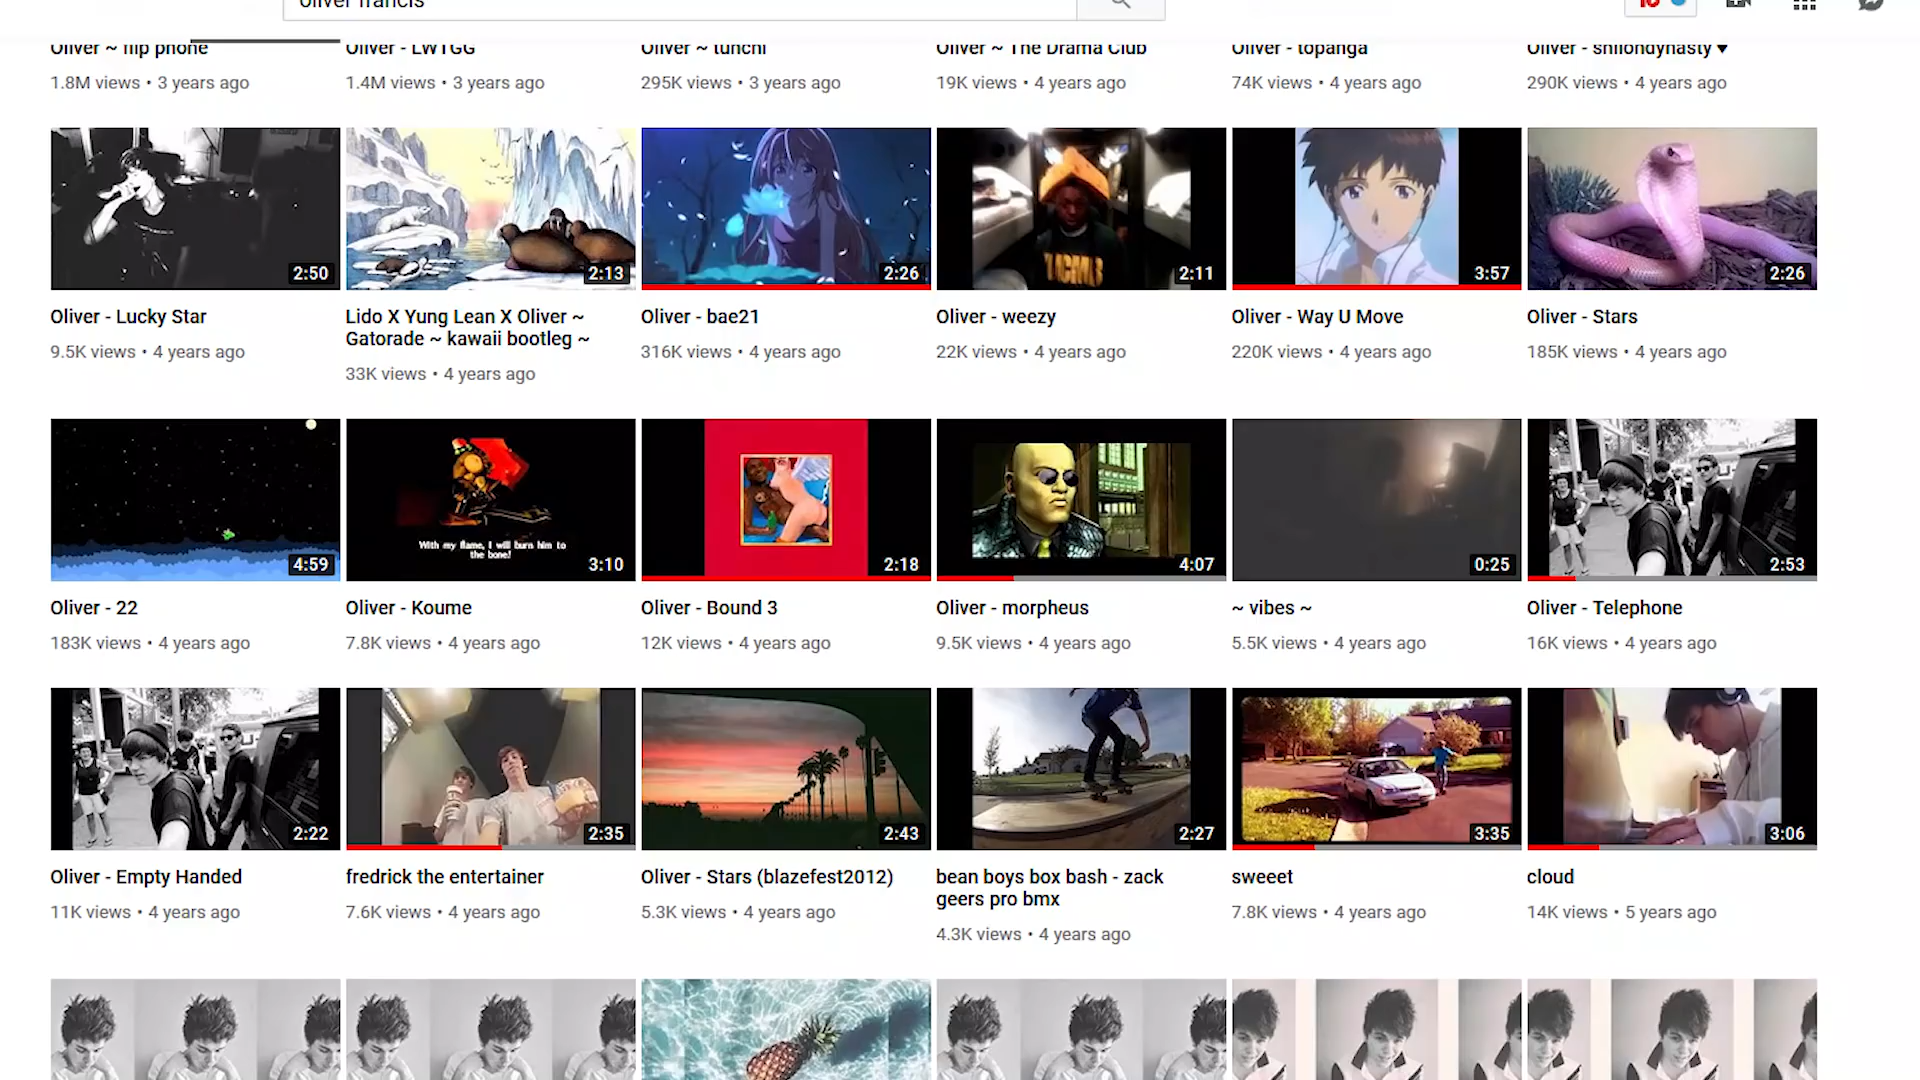 oliver francis
Oliver ~ flip phone
Oliver - LWTGG
Oliver ~ tunchi
Oliver ~ The Drama Club
Oliver - topanga
Oliver - shilohdynasty ♥
1.8M views • 3 years ago
1.4M views • 3 years ago
295K views • 3 years ago
19K views • 4 years ago
74K views • 4 years ago
290K views • 4 years ago
2:50
2:13
2:26
2:11
3:57
2:26
Oliver - Lucky Star
Lido X Yung Lean X Oliver ~
Gatorade ~ kawaii bootleg ~
Oliver - bae21
Oliver - weezy
Oliver - Way U Move
Oliver - Stars
9.5K views • 4 years ago
33K views • 4 years ago
316K views • 4 years ago
22K views • 4 years ago
220K views • 4 years ago
185K views • 4 years ago
With my flame, I will burn him to
the bone!
4:59
3:10
2:18
4:07
0:25
2:53
Oliver - 22
Oliver - Koume
Oliver - Bound 3
Oliver - morpheus
~ vibes ~
Oliver - Telephone
183K views • 4 years ago
7.8K views • 4 years ago
12K views • 4 years ago
9.5K views • 4 years ago
5.5K views • 4 years ago
16K views • 4 years ago
2:22
2:35
2:43
2:27
3:35
3:06
Oliver - Empty Handed
fredrick the entertainer
Oliver - Stars (blazefest2012)
bean boys box bash - zack
geers pro bmx
sweeet
cloud
11K views • 4 years ago
7.6K views • 4 years ago
5.3K views • 4 years ago
4.3K views • 4 years ago
7.8K views • 4 years ago
14K views • 5 years ago